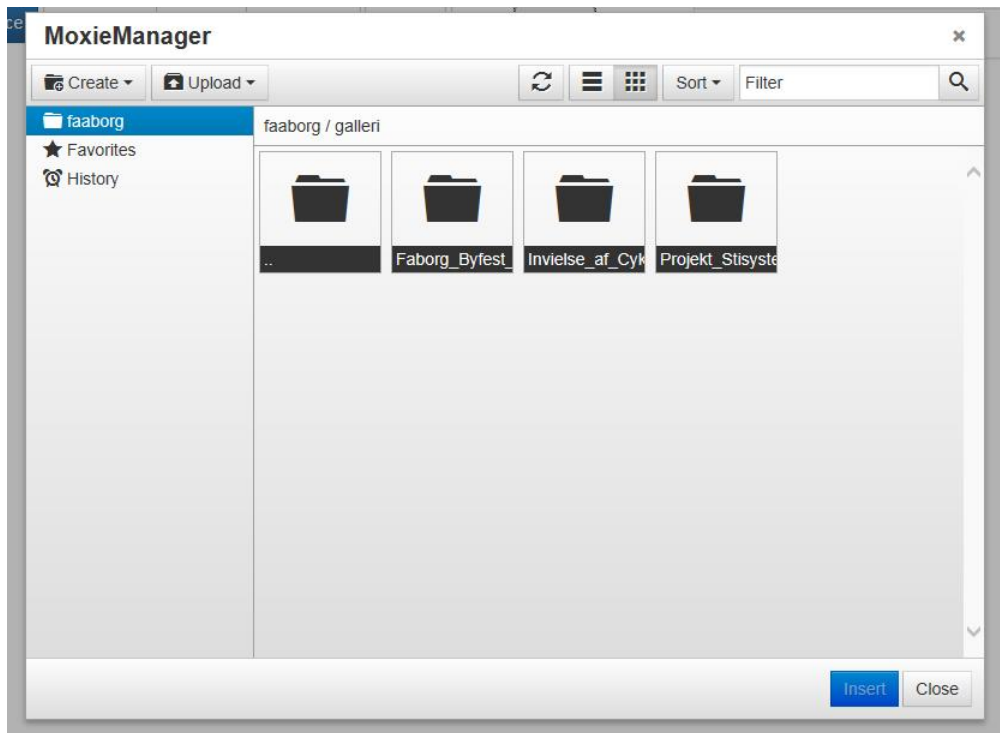 MoxieManager
Create Upload Sort Filter
faaborg
Favorites
History
faaborg / galleri
.. Faborg_Byfest_ Invielse_af_Cyk Projekt_Stisyste
Insert Close